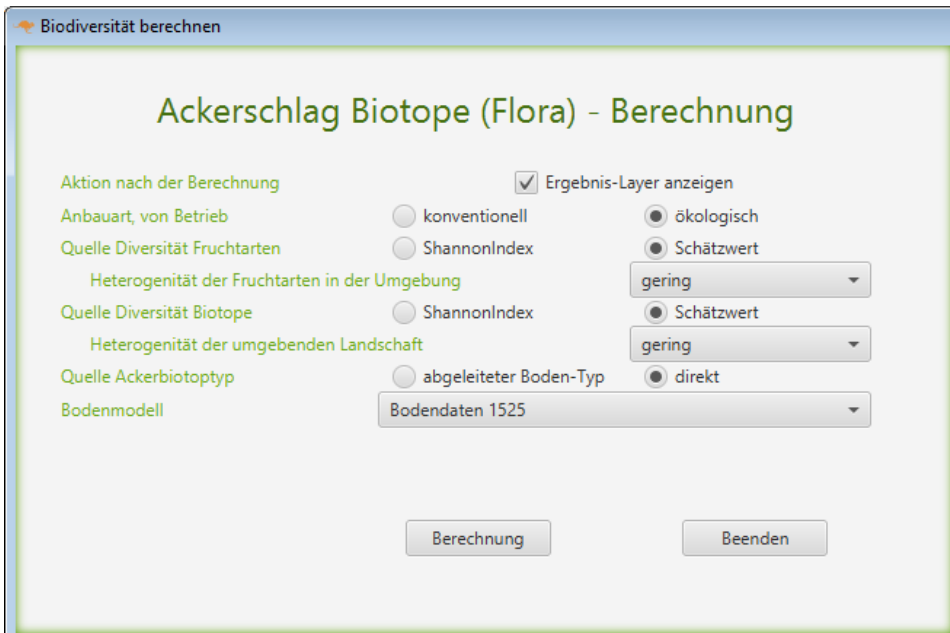 Biodiversität berechnen
Ackerschlag Biotope (Flora) - Berechnung
Aktion nach der Berechnung Ergebnis-Layer anzeigen
Anbauart, von Betrieb konventionell ökologisch
Quelle Diversität Fruchtarten ShannonIndex Schätzwert
Heterogenität der Fruchtarten in der Umgebung gering
Quelle Diversität Biotope ShannonIndex Schätzwert
Heterogenität der umgebenden Landschaft gering
Quelle Ackerbiotoptyp abgeleiteter Boden-Typ direkt
Bodenmodell Bodendaten 1525
Berechnung Beenden